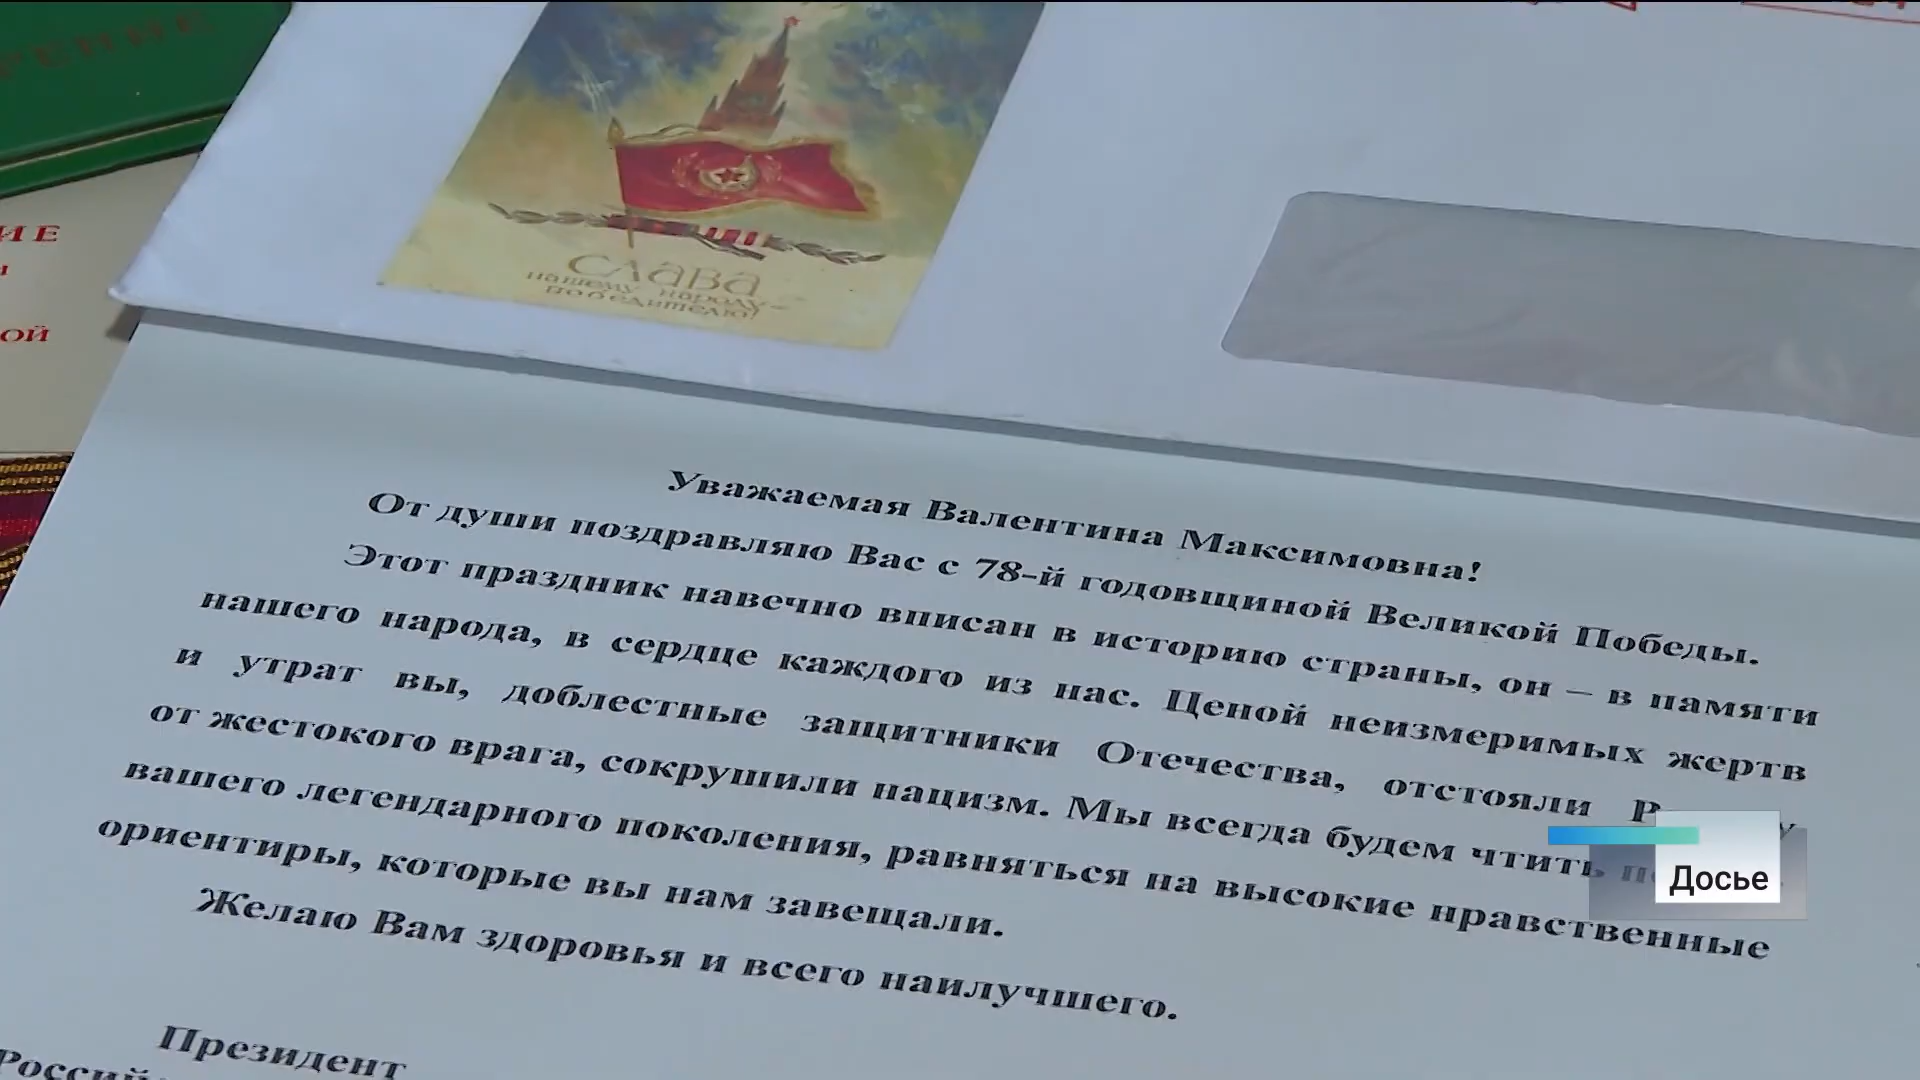 СЛАВА
нашему народу-
победителю!
ИЕ
ОЙ
Уважаемая Валентина Максимовна!
От души поздравляю Вас с 78-й годовщиной Великой Победы.
Этот праздник навечно вписан в историю страны, он – в памяти
нашего народа, в сердце каждого из нас. Ценой неизмеримых жертв
и утрат вы, доблестные защитники Отечества, отстояли
от жестокого врага, сокрушили нацизм. Мы всегда будем чтить
вашего легендарного поколения, равняться на высокие нравственные
ориентиры, которые вы нам завещали.
Желаю Вам здоровья и всего наилучшего.
Президент
Досье